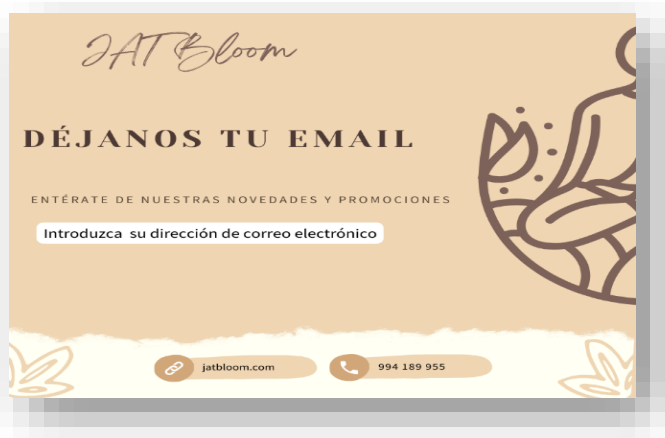 JAT Bloom
DÉJANOS TU EMAIL
ENTÉRATE DE NUESTRAS NOVEDADES Y PROMOCIONES
Introduzca su dirección de correo electrónico
jatbloom.com
994 189 955